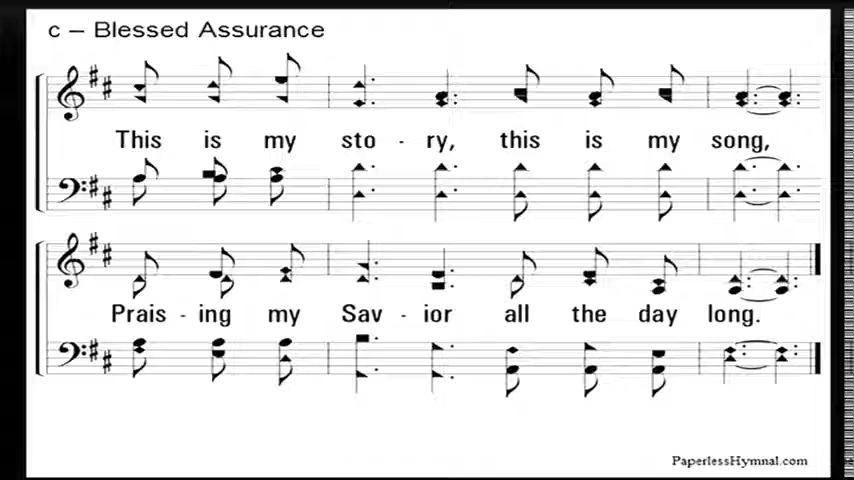 c – Blessed Assurance
This is my sto - ry, this is my song,
Prais - ing my Sav - ior all the day long.
PaperlessHymnal.com